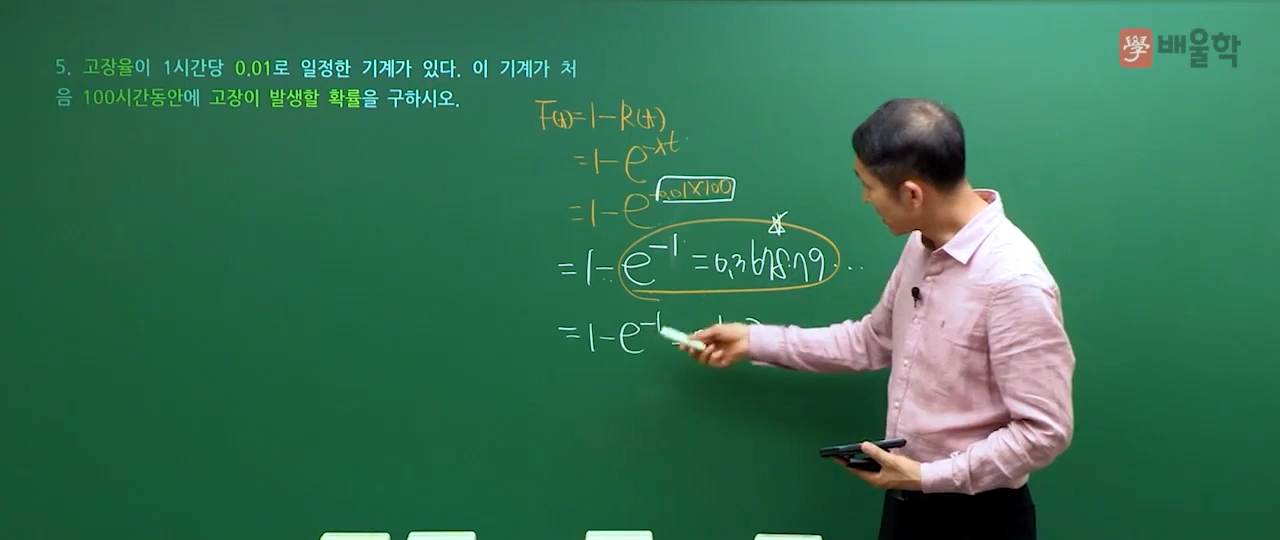 學 배울학
5. 고장율이 1시간당 0.01로 일정한 기계가 있다. 이 기계가 처
음 100시간동안에 고장이 발생할 확률을 구하시오.
F(t)=1-R(t)
=1-e^-λt
=1-e^-0.01×100
=1-e^-1 =0.367879...
=1-e^-1